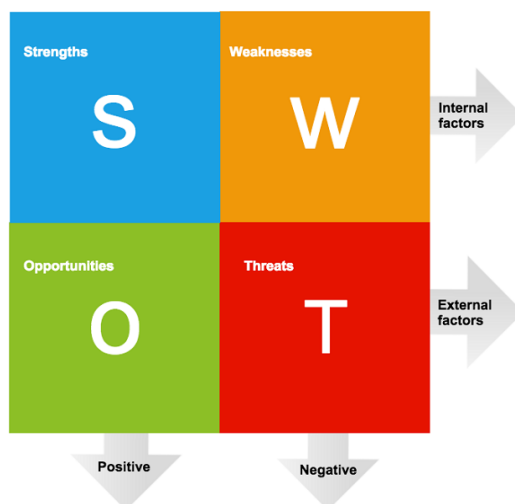 Strengths
Weaknesses
S
W
Internal
factors
Opportunities
Threats
O
T
External
factors
Positive
Negative